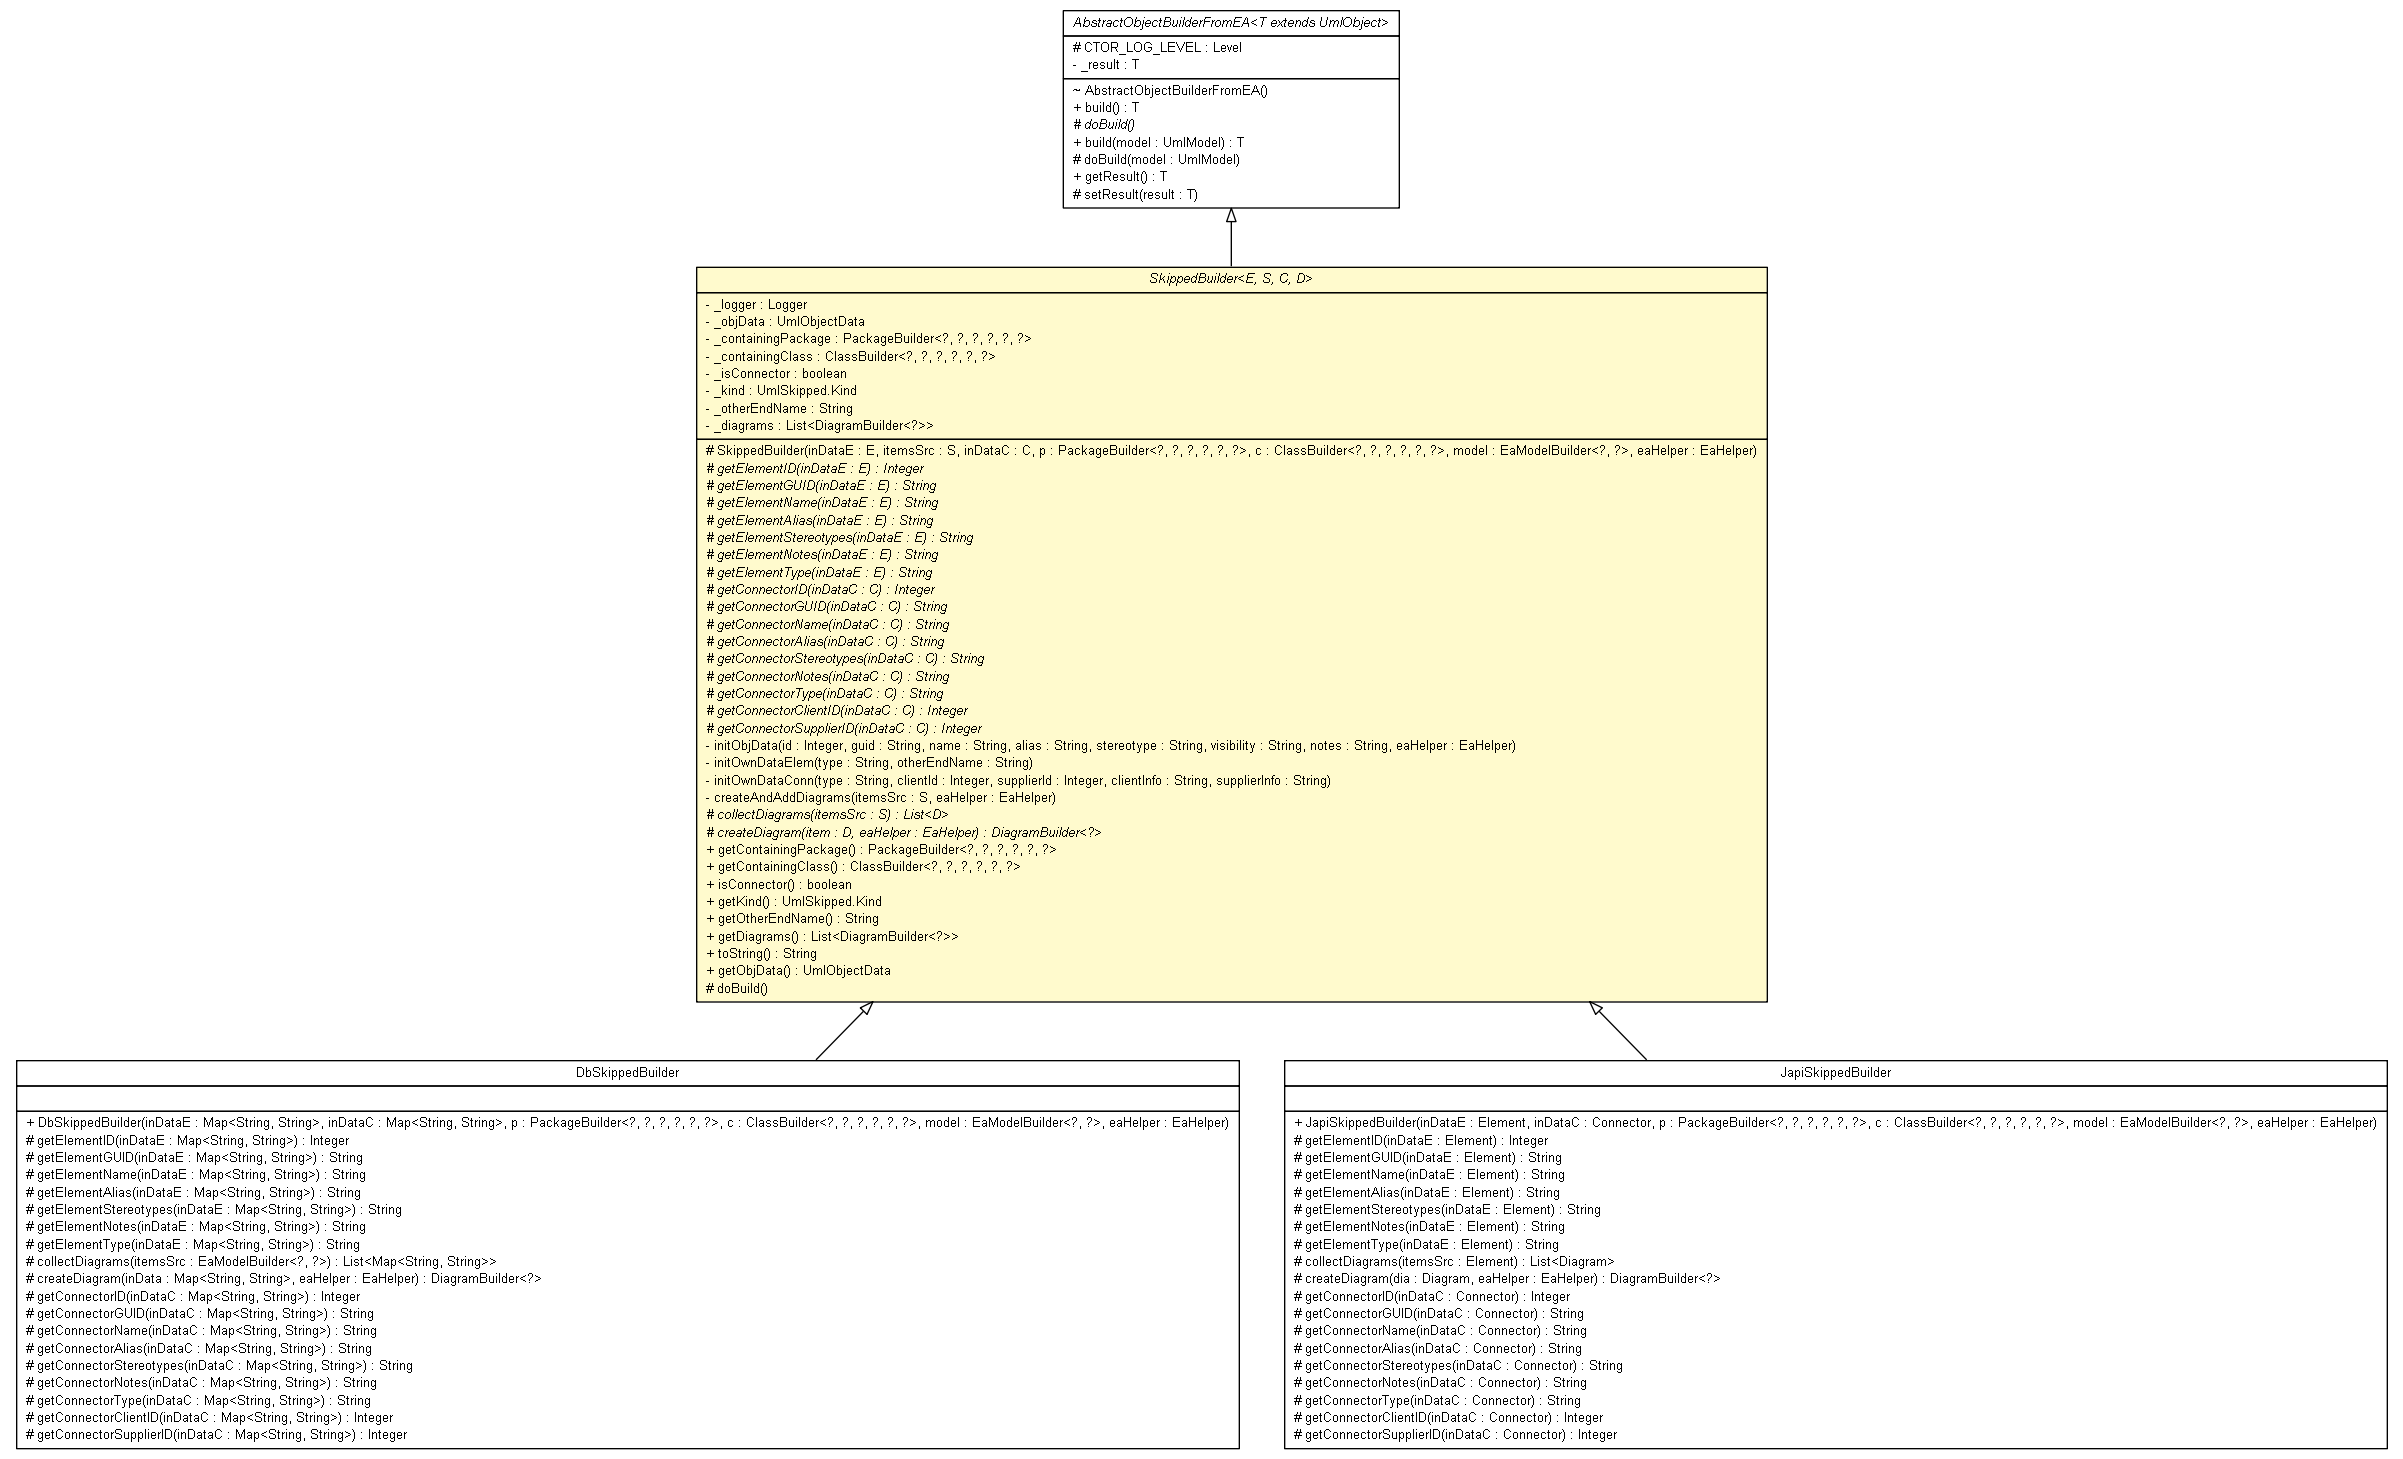 AbstractObjectBuilderFromEA<T extends UmlObject>
# CTOR_LOG_LEVEL : Level
- _result : T
~ AbstractObjectBuilderFromEA()
+ build() : T
# doBuild()
+ build(model : UmlModel) : T
# doBuild(model : UmlModel)
+ getResult() : T
# setResult(result : T)
SkippedBuilder<E, S, C, D>
- _logger : Logger
- _objData : UmlObjectData
- _containingPackage : PackageBuilder<?, ?, ?, ?, ?, ?>
- _containingClass : ClassBuilder<?, ?, ?, ?, ?, ?>
- _isConnector : boolean
- _kind : UmlSkipped.Kind
- _otherEndName : String
- _diagrams : List<DiagramBuilder<?>>
# SkippedBuilder(inDataE : E, itemsSrc : S, inDataC : C, p : PackageBuilder<?, ?, ?, ?, ?, ?>, c : ClassBuilder<?, ?, ?, ?, ?, ?>, model : EaModelBuilder<?, ?>, eaHelper : EaHelper)
# getElementID(inDataE : E) : Integer
# getElementGUID(inDataE : E) : String
# getElementName(inDataE : E) : String
# getElementAlias(inDataE : E) : String
# getElementStereotypes(inDataE : E) : String
# getElementNotes(inDataE : E) : String
# getElementType(inDataE : E) : String
# getConnectorID(inDataC : C) : Integer
# getConnectorGUID(inDataC : C) : String
# getConnectorName(inDataC : C) : String
# getConnectorAlias(inDataC : C) : String
# getConnectorStereotypes(inDataC : C) : String
# getConnectorNotes(inDataC : C) : String
# getConnectorType(inDataC : C) : String
# getConnectorClientID(inDataC : C) : Integer
# getConnectorSupplierID(inDataC : C) : Integer
- initObjData(id : Integer, guid : String, name : String, alias : String, stereotype : String, visibility : String, notes : String, eaHelper : EaHelper)
- initOwnDataElem(type : String, otherEndName : String)
- initOwnDataConn(type : String, clientId : Integer, supplierId : Integer, clientInfo : String, supplierInfo : String)
- createAndAddDiagrams(itemsSrc : S, eaHelper : EaHelper)
# collectDiagrams(itemsSrc : S) : List<D>
# createDiagram(item : D, eaHelper : EaHelper) : DiagramBuilder<?>
+ getContainingPackage() : PackageBuilder<?, ?, ?, ?, ?, ?>
+ getContainingClass() : ClassBuilder<?, ?, ?, ?, ?, ?>
+ isConnector() : boolean
+ getKind() : UmlSkipped.Kind
+ getOtherEndName() : String
+ getDiagrams() : List<DiagramBuilder<?>>
+ toString() : String
+ getObjData() : UmlObjectData
# doBuild()
DbSkippedBuilder
+ DbSkippedBuilder(inDataE : Map<String, String>, inDataC : Map<String, String>, p : PackageBuilder<?, ?, ?, ?, ?, ?>, c : ClassBuilder<?, ?, ?, ?, ?, ?>, model : EaModelBuilder<?, ?>, eaHelper : EaHelper)
# getElementID(inDataE : Map<String, String>) : Integer
# getElementGUID(inDataE : Map<String, String>) : String
# getElementName(inDataE : Map<String, String>) : String
# getElementAlias(inDataE : Map<String, String>) : String
# getElementStereotypes(inDataE : Map<String, String>) : String
# getElementNotes(inDataE : Map<String, String>) : String
# getElementType(inDataE : Map<String, String>) : String
# collectDiagrams(itemsSrc : EaModelBuilder<?, ?>) : List<Map<String, String>>
# createDiagram(inData : Map<String, String>, eaHelper : EaHelper) : DiagramBuilder<?>
# getConnectorID(inDataC : Map<String, String>) : Integer
# getConnectorGUID(inDataC : Map<String, String>) : String
# getConnectorName(inDataC : Map<String, String>) : String
# getConnectorAlias(inDataC : Map<String, String>) : String
# getConnectorStereotypes(inDataC : Map<String, String>) : String
# getConnectorNotes(inDataC : Map<String, String>) : String
# getConnectorType(inDataC : Map<String, String>) : String
# getConnectorClientID(inDataC : Map<String, String>) : Integer
# getConnectorSupplierID(inDataC : Map<String, String>) : Integer
JapiSkippedBuilder
+ JapiSkippedBuilder(inDataE : Element, inDataC : Connector, p : PackageBuilder<?, ?, ?, ?, ?, ?>, c : ClassBuilder<?, ?, ?, ?, ?, ?>, model : EaModelBuilder<?, ?>, eaHelper : EaHelper)
# getElementID(inDataE : Element) : Integer
# getElementGUID(inDataE : Element) : String
# getElementName(inDataE : Element) : String
# getElementAlias(inDataE : Element) : String
# getElementStereotypes(inDataE : Element) : String
# getElementNotes(inDataE : Element) : String
# getElementType(inDataE : Element) : String
# collectDiagrams(itemsSrc : Element) : List<Diagram>
# createDiagram(dia : Diagram, eaHelper : EaHelper) : DiagramBuilder<?>
# getConnectorID(inDataC : Connector) : Integer
# getConnectorGUID(inDataC : Connector) : String
# getConnectorName(inDataC : Connector) : String
# getConnectorAlias(inDataC : Connector) : String
# getConnectorStereotypes(inDataC : Connector) : String
# getConnectorNotes(inDataC : Connector) : String
# getConnectorType(inDataC : Connector) : String
# getConnectorClientID(inDataC : Connector) : Integer
# getConnectorSupplierID(inDataC : Connector) : Integer